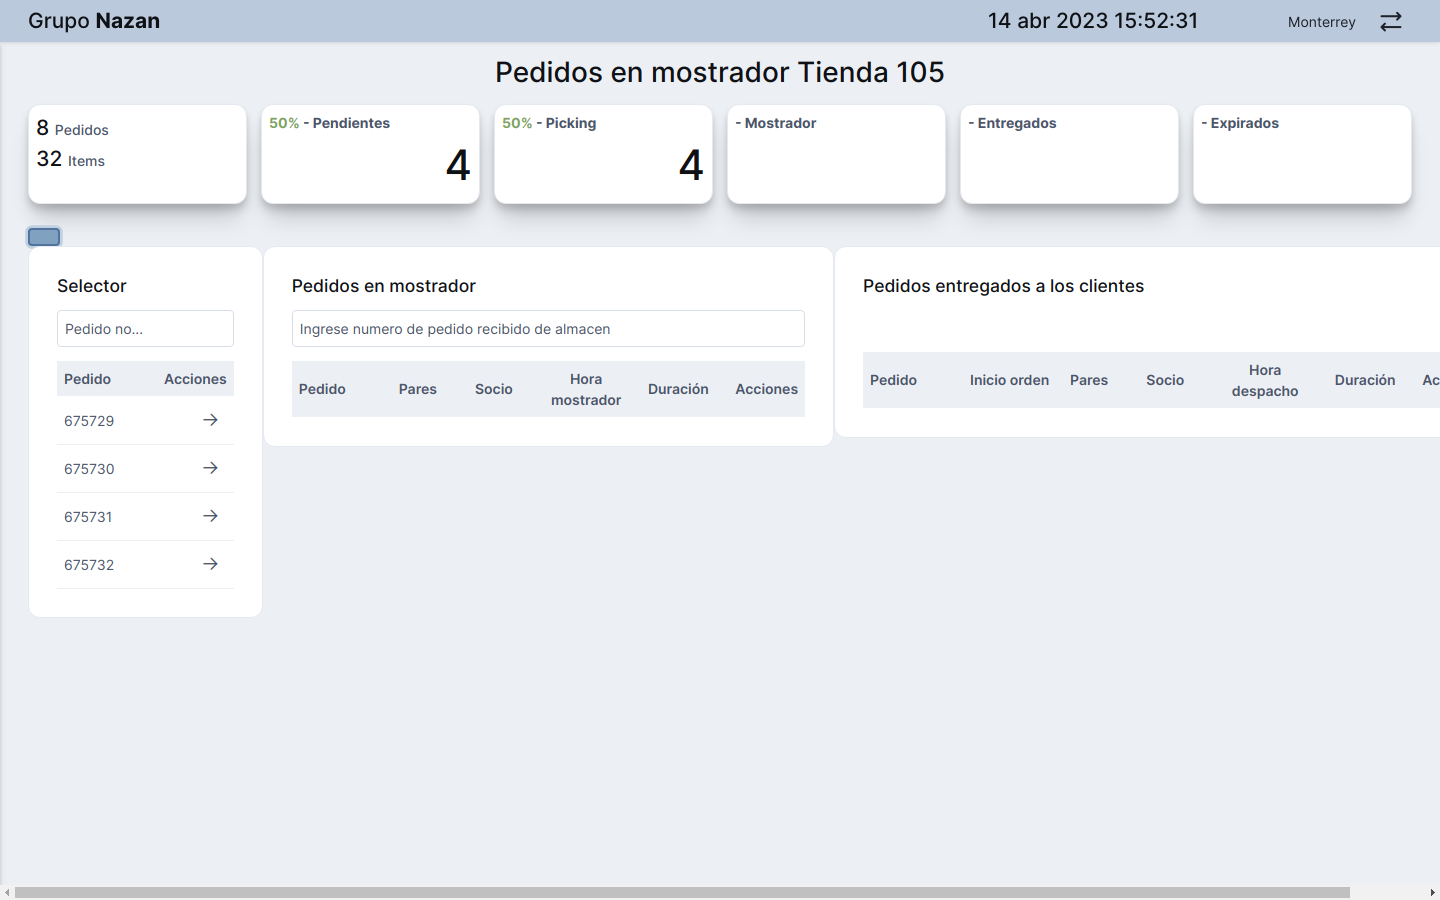 Grupo Nazan
14 abr 2023 15:52:31
Monterrey
Pedidos en mostrador Tienda 105
8 Pedidos
32 Items
50% - Pendientes
4
50% - Picking
4
- Mostrador
- Entregados
- Expirados
Selector
Pedido no...
Pedido Acciones
675729
675730
675731
675732
Pedidos en mostrador
Ingrese numero de pedido recibido de almacen
Pedido Pares Socio Hora mostrador Duración Acciones
Pedidos entregados a los clientes
Pedido Inicio orden Pares Socio Hora despacho Duración Ac